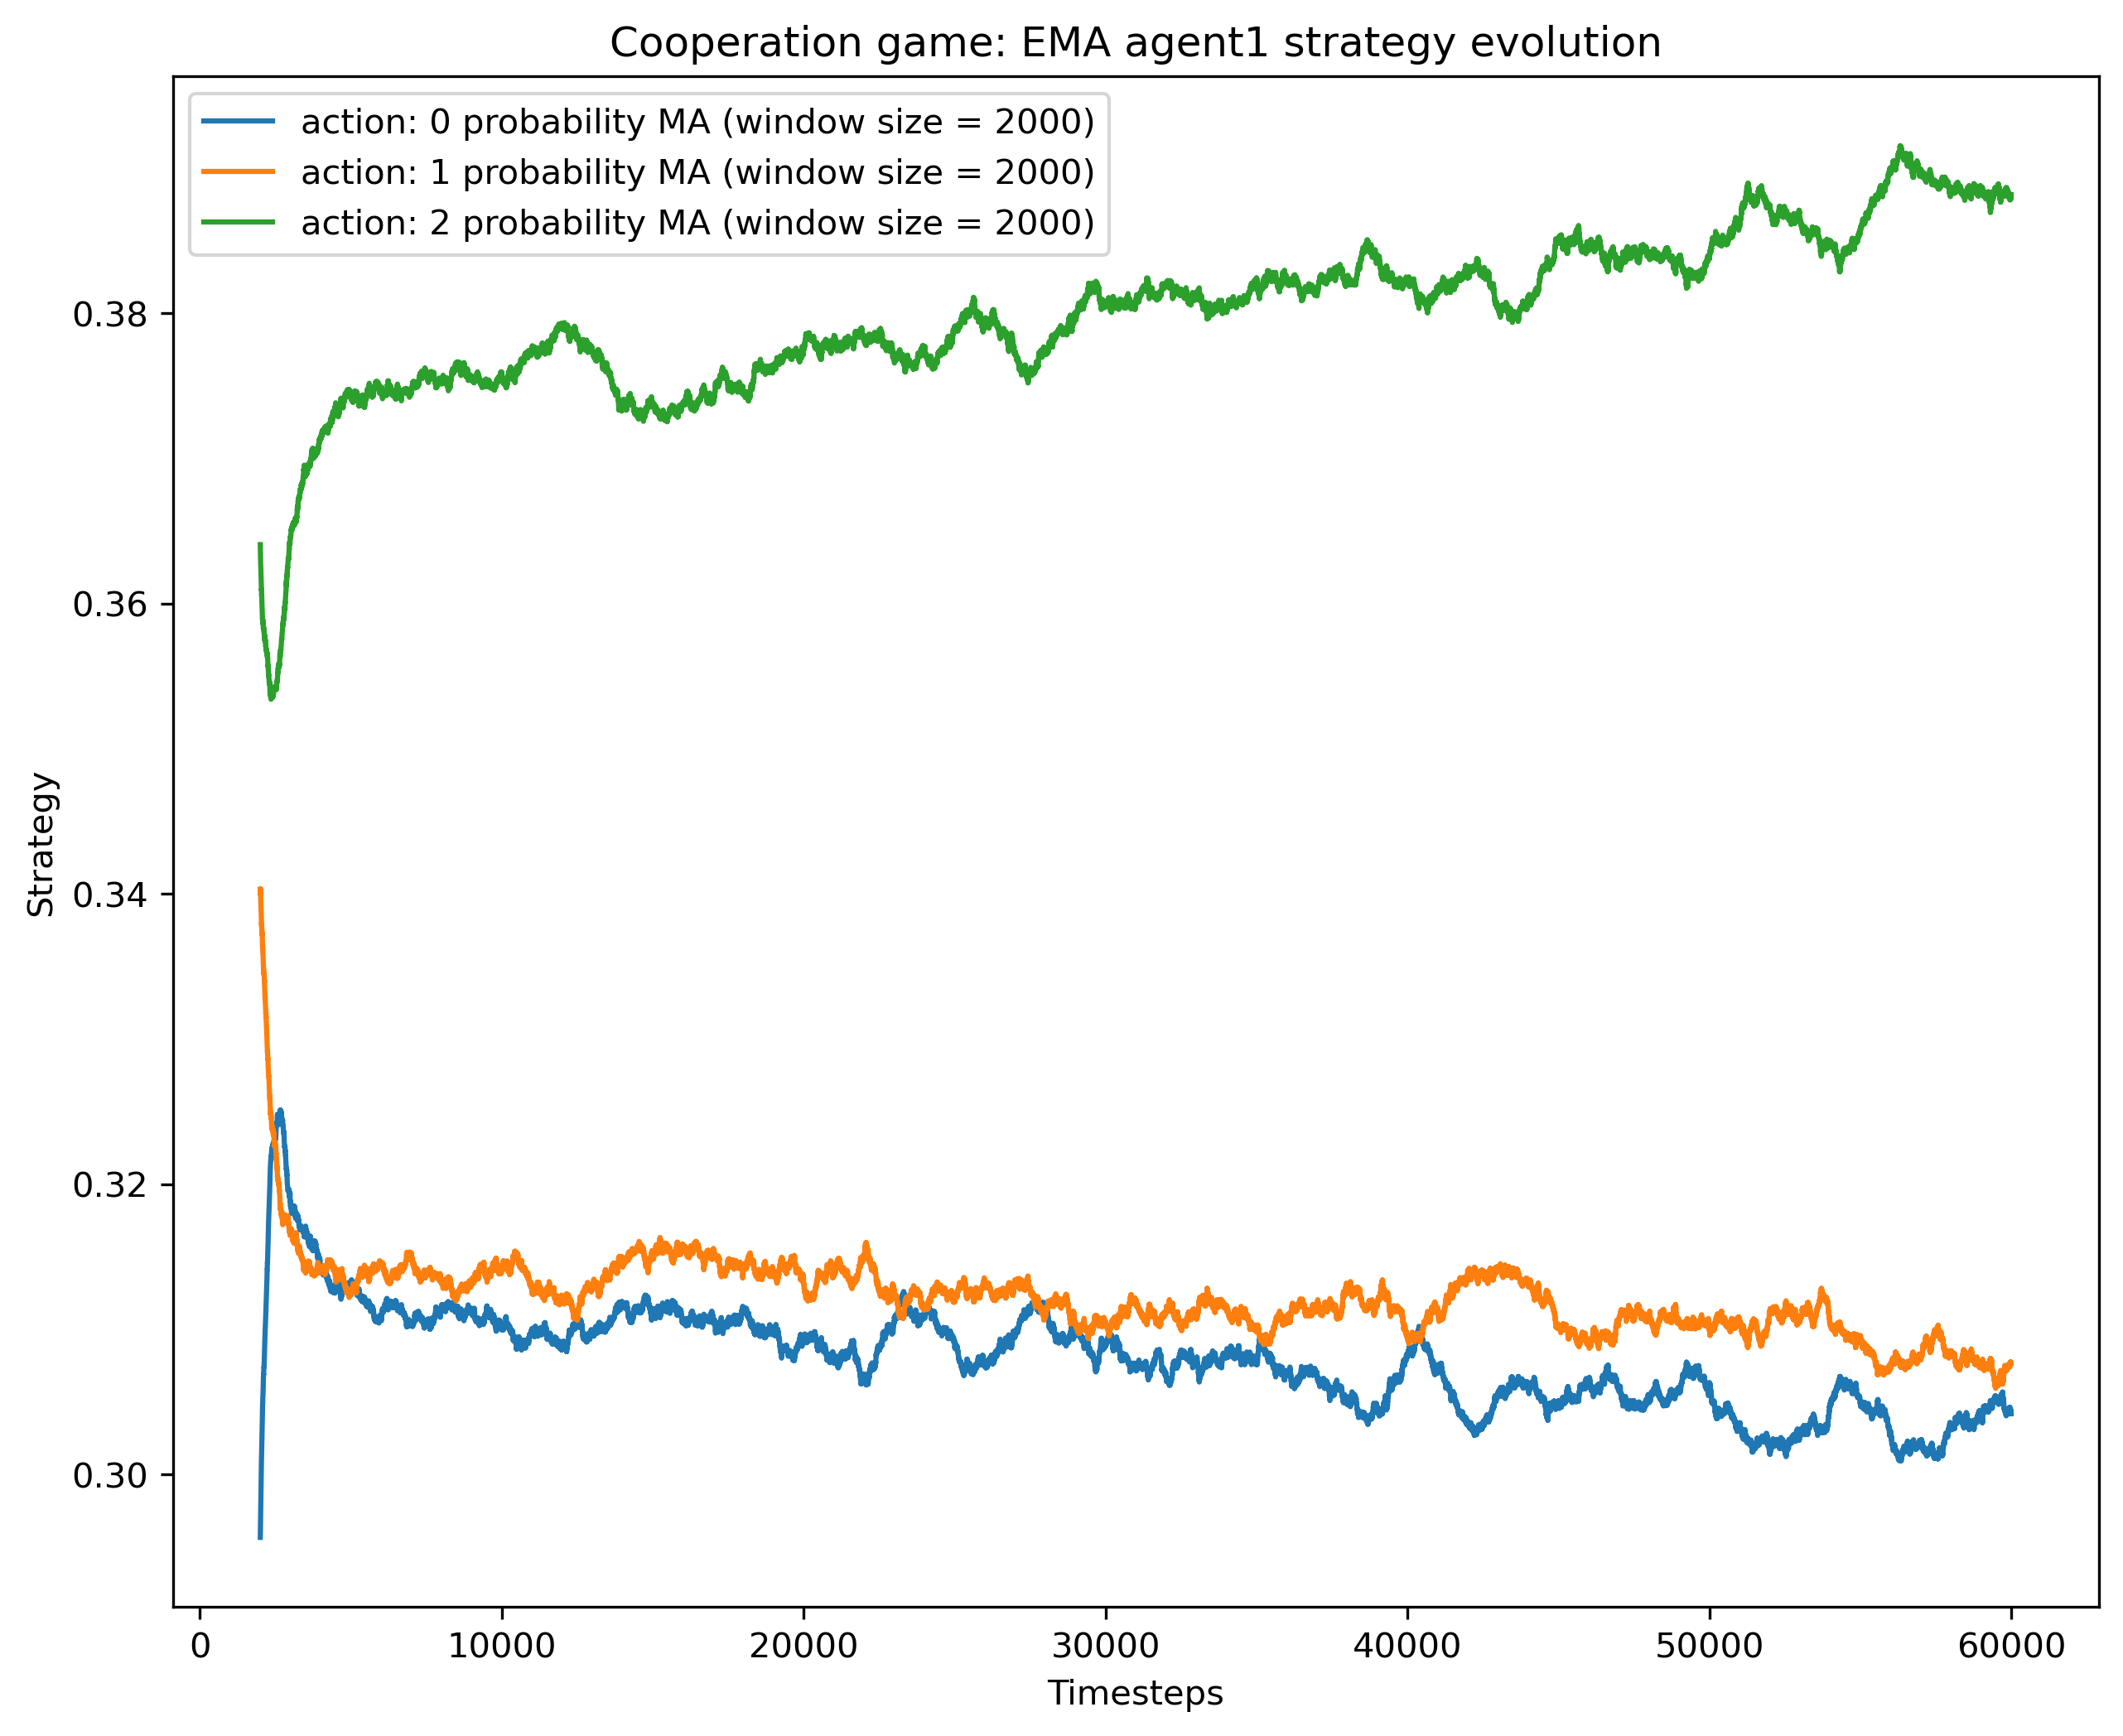 Cooperation game: EMA agent1 strategy evolution
action: 0 probability MA (window size = 2000)
action: 1 probability MA (window size = 2000)
action: 2 probability MA (window size = 2000)
0.38
0.36
0.34
0.32
0.30
Strategy
0 10000 20000 30000 40000 50000 60000
Timesteps